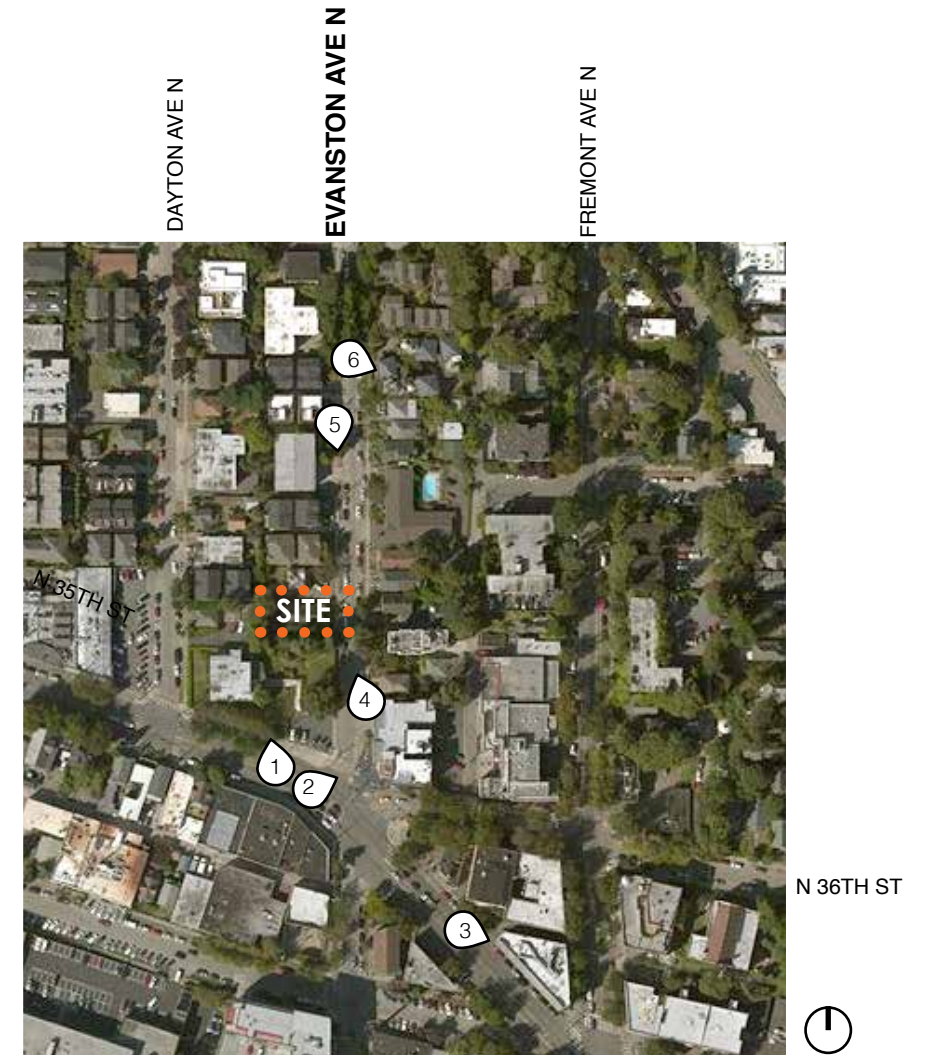 DAYTON AVE N
EVANSTON AVE N
FREMONT AVE N
6
5
N 35TH ST
SITE
4
1
2
N 36TH ST
3